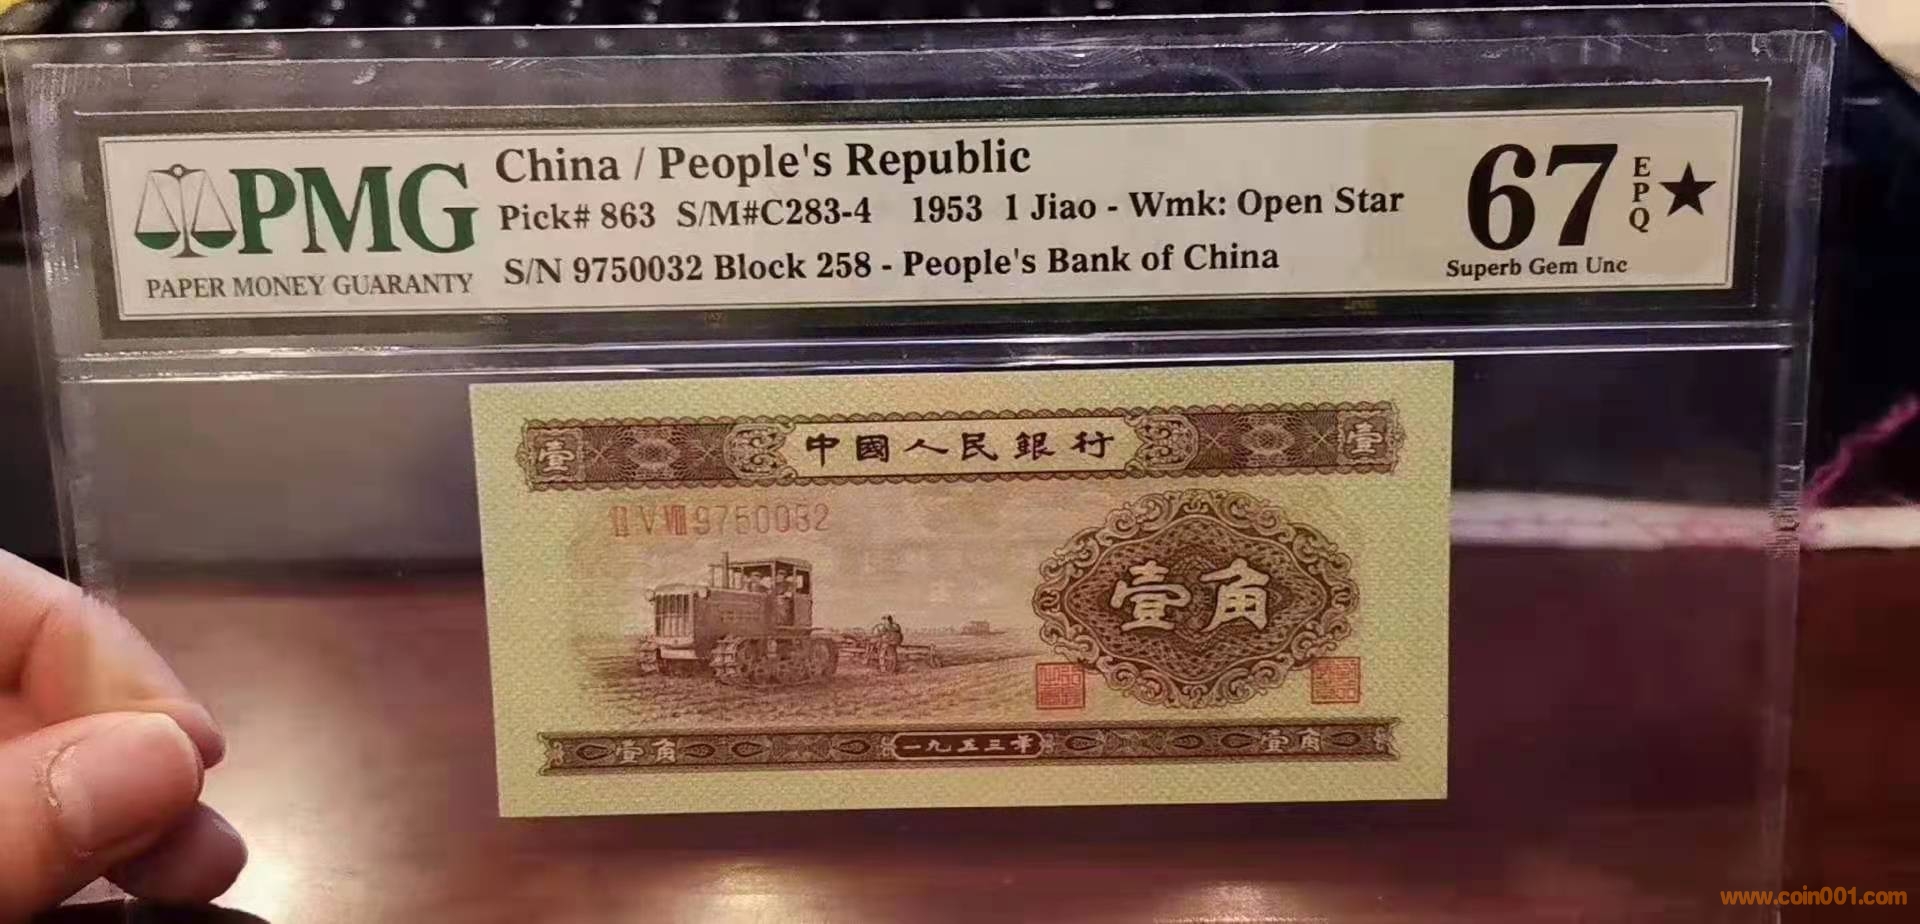 PMG
PAPER MONEY GUARANTY
China / People's Republic
Pick# 863 S/M#C283-4 1953 1 Jiao - Wmk: Open Star
S/N 9750032 Block 258 - People's Bank of China
67 EPQ ★
Superb Gem Unc
壹 中國人民銀行 壹
II V VIII 9750032
壹角
壹角 一九五三年 壹角
www.coin001.com